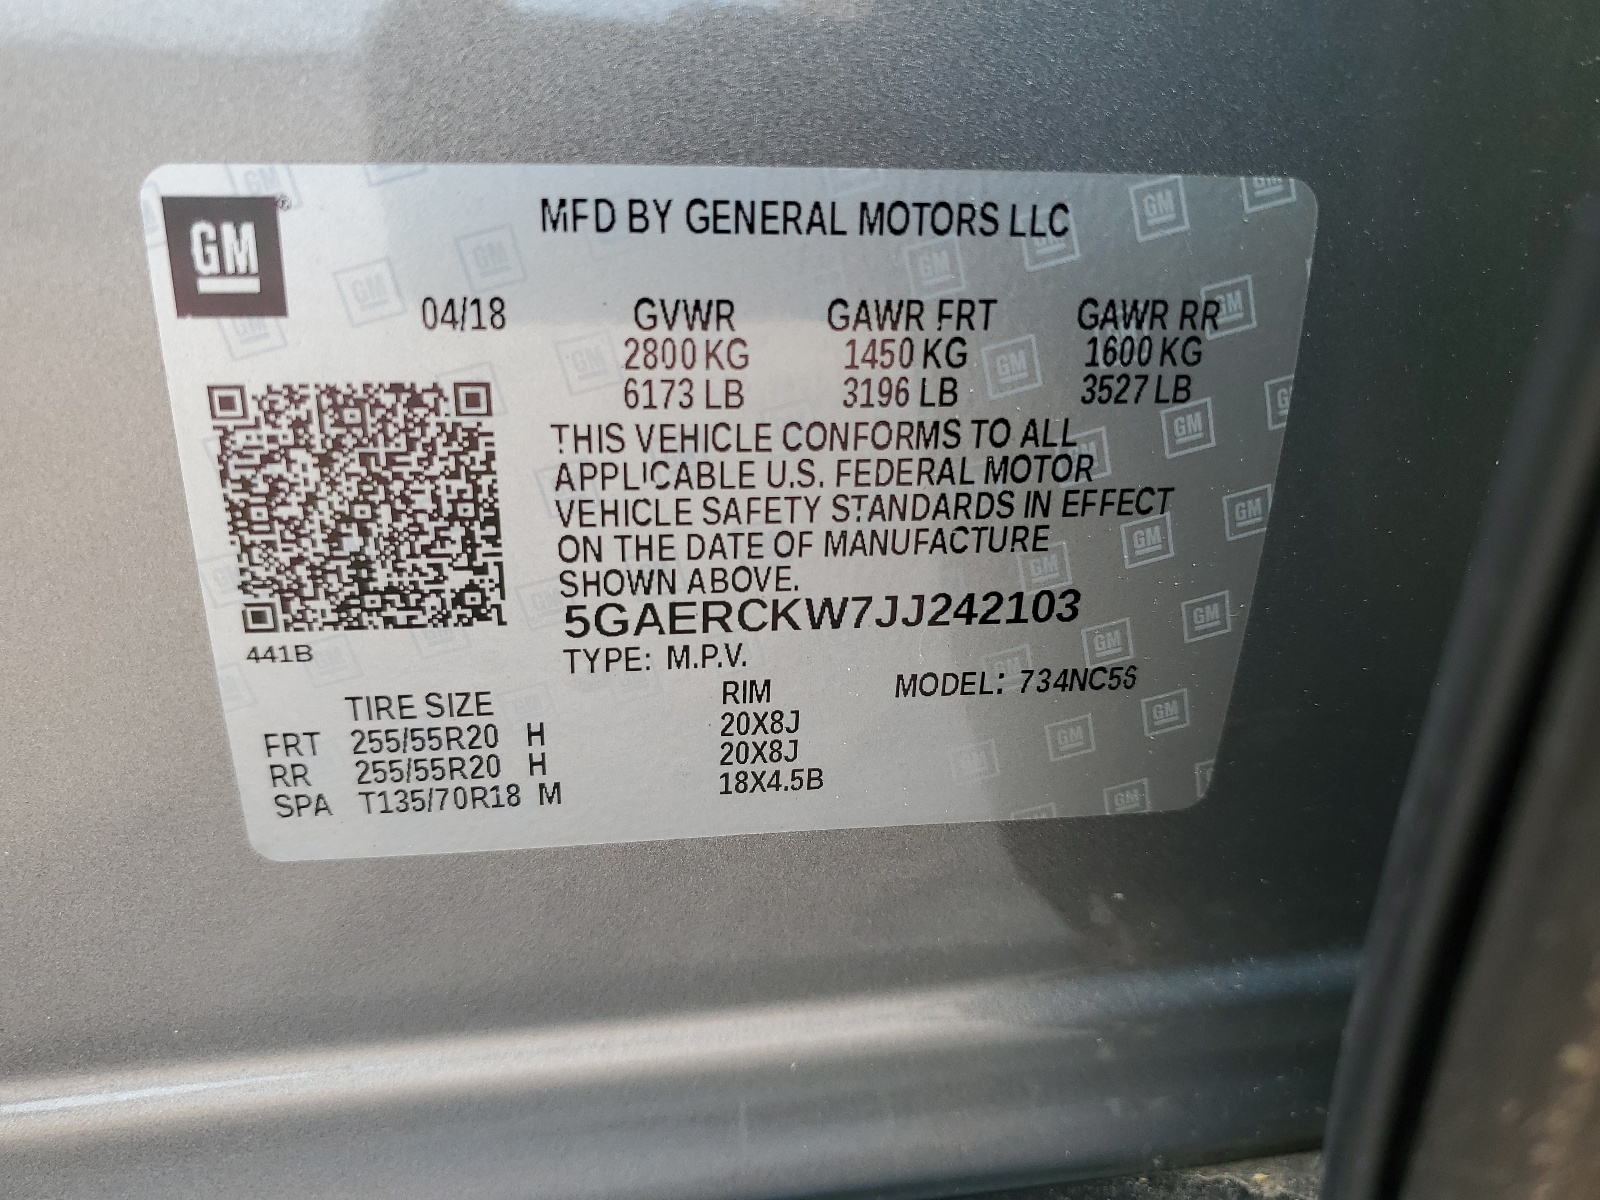 GM®
MFD BY GENERAL MOTORS LLC
04/18 GVWR GAWR FRT GAWR RR
2800 KG 1450 KG 1600 KG
6173 LB 3196 LB 3527 LB
THIS VEHICLE CONFORMS TO ALL
APPLICABLE U.S. FEDERAL MOTOR
VEHICLE SAFETY STANDARDS IN EFFECT
ON THE DATE OF MANUFACTURE
SHOWN ABOVE.
5GAERCKW7JJ242103
441B
TYPE: M.P.V.
TIRE SIZE RIM MODEL: 734NC5S
FRT 255/55R20 H 20X8J
RR 255/55R20 H 20X8J
SPA T135/70R18 M 18X4.5B